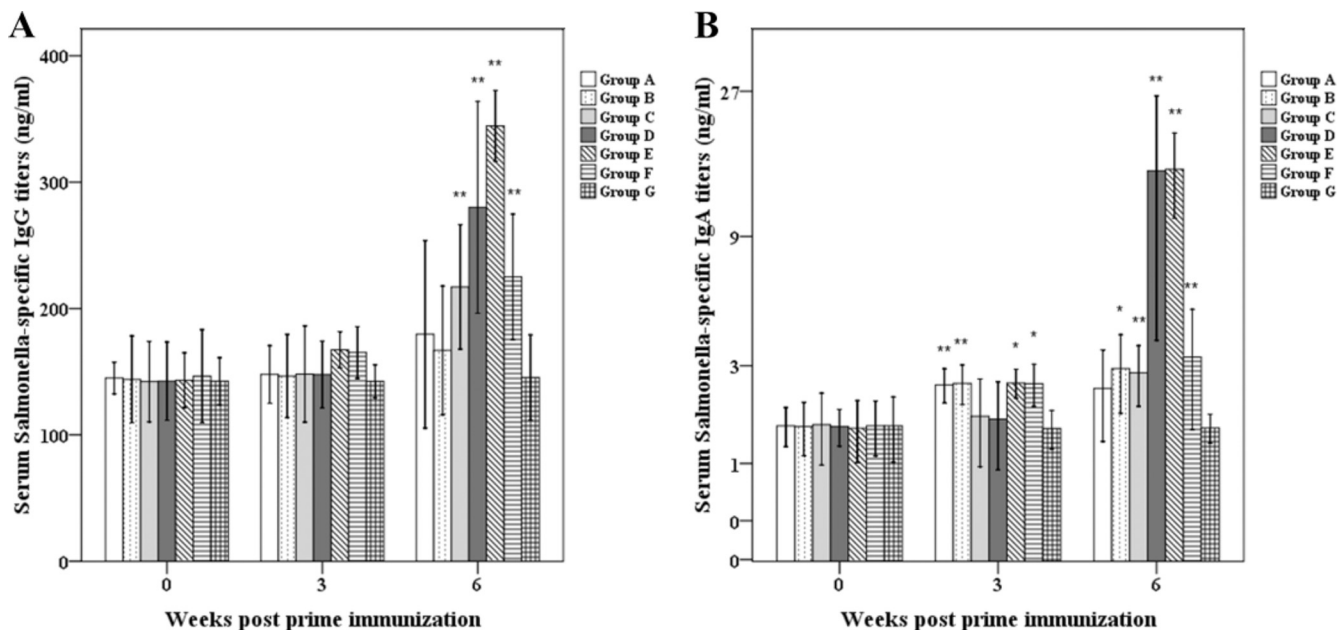 A
Serum Salmonella-specific IgG titers (ng/ml)
400
300
200
100
0
** ** ** **
0 3 6
Weeks post prime immunization
Group A
Group B
Group C
Group D
Group E
Group F
Group G
B
Serum Salmonella-specific IgA titers (ng/ml)
27
9
3
1
0
0
** ** * * * ** ** ** **
0 3 6
Weeks post prime immunization
Group A
Group B
Group C
Group D
Group E
Group F
Group G